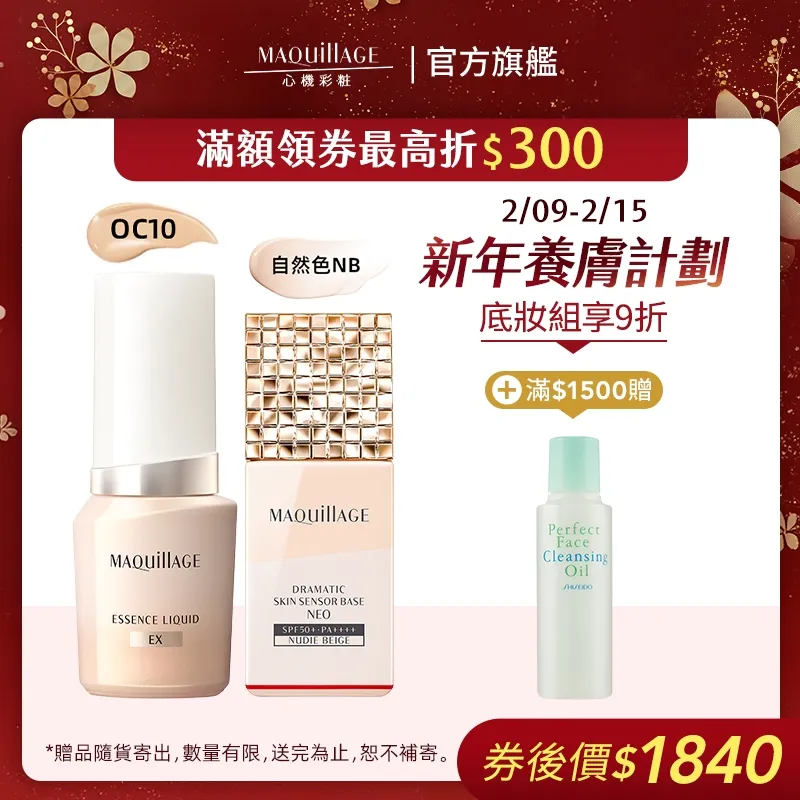 MAQuillAGE
心機彩粧
官方旗艦
滿額領券最高折$300
2/09-2/15
新年養膚計劃
底妝組享9折
+滿$1500贈
OC10
自然色NB
MAQuillAGE
ESSENCE LIQUID
EX
MAQuillAGE
DRAMATIC
SKIN SENSOR BASE
NEO
SPF50+・PA++++
NUDIE BEIGE
Perfect
Face
Cleansing
Oil
SHISEIDO
*贈品隨貨寄出,數量有限,送完為止,恕不補寄。
券後價$1840